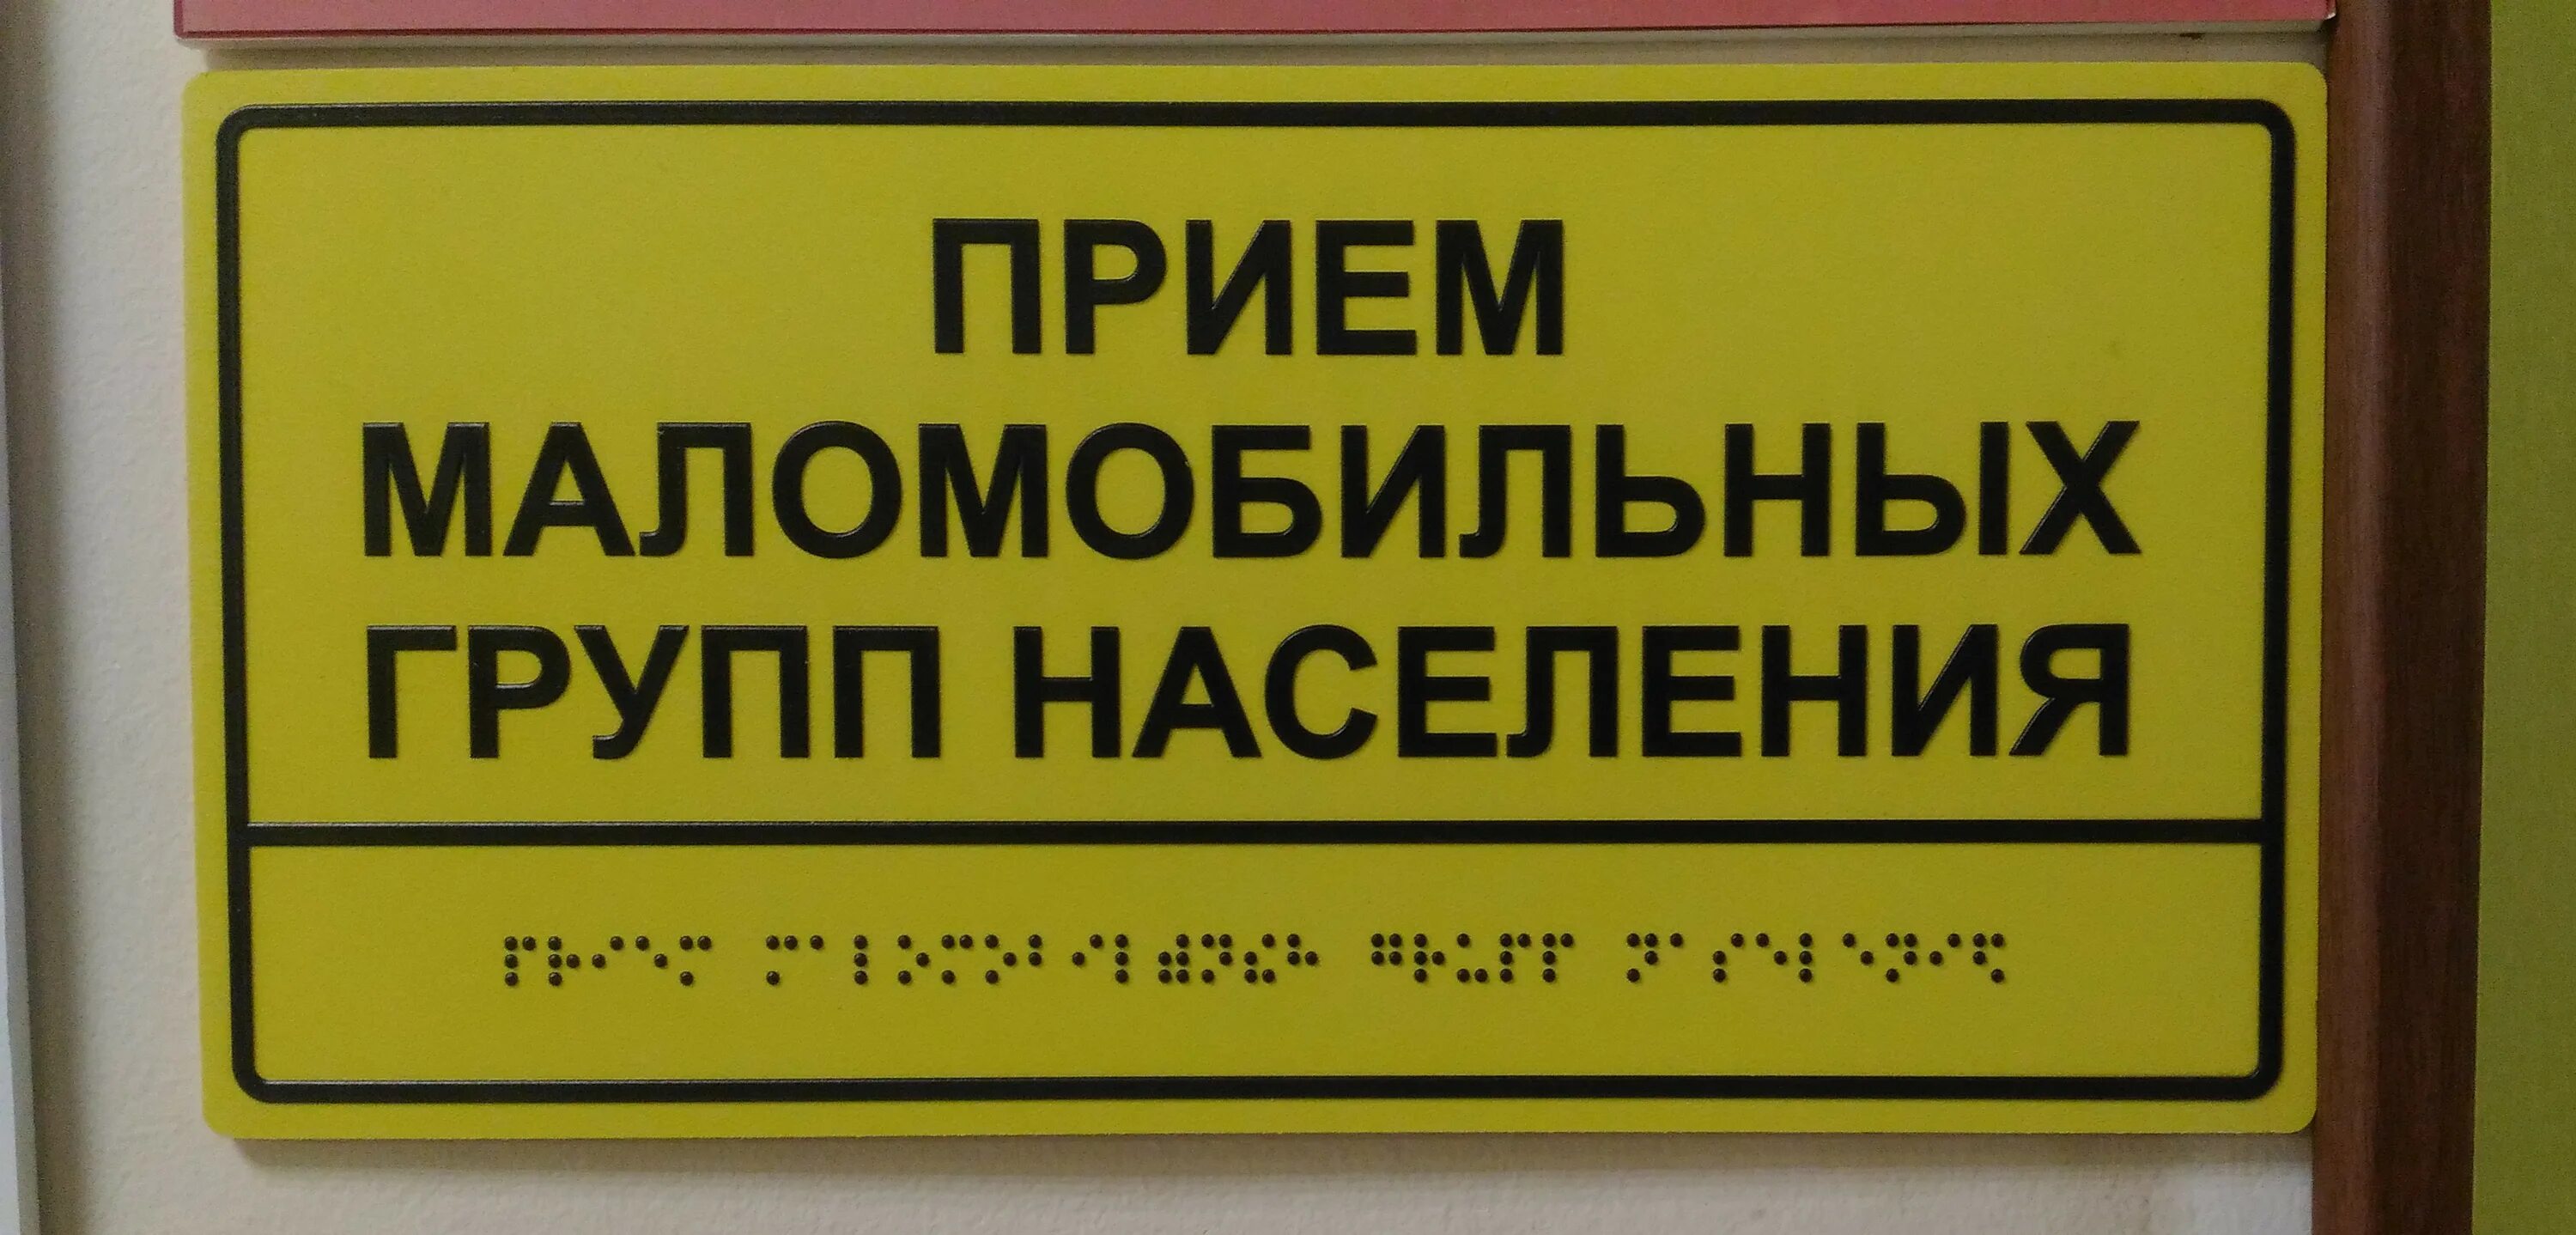 ПРИЕМ
МАЛОМОБИЛЬНЫХ
ГРУПП НАСЕЛЕНИЯ
⠏⠗⠊⠑⠍ ⠍⠁⠇⠕⠍⠕⠃⠊⠇⠾⠝⠮⠓ ⠛⠗⠥⠏⠏ ⠝⠁⠎⠑⠇⠑⠝⠊⠫